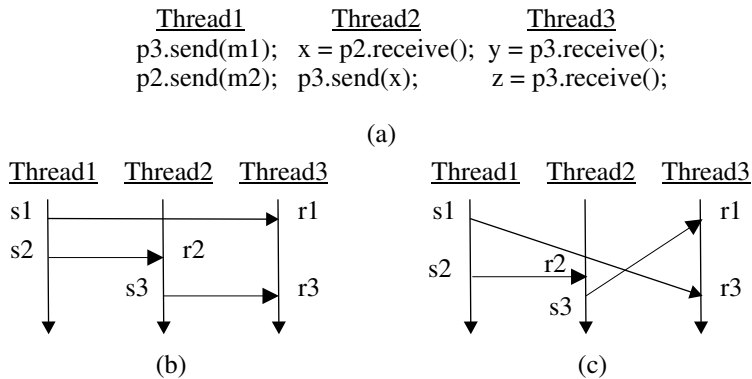 Thread1 Thread2 Thread3
p3.send(m1); x = p2.receive(); y = p3.receive();
p2.send(m2); p3.send(x); z = p3.receive();
(a)
Thread1 Thread2 Thread3
s1 r1
s2 r2
s3 r3
(b)
Thread1 Thread2 Thread3
s1 r1
s2 r2
s3 r3
(c)